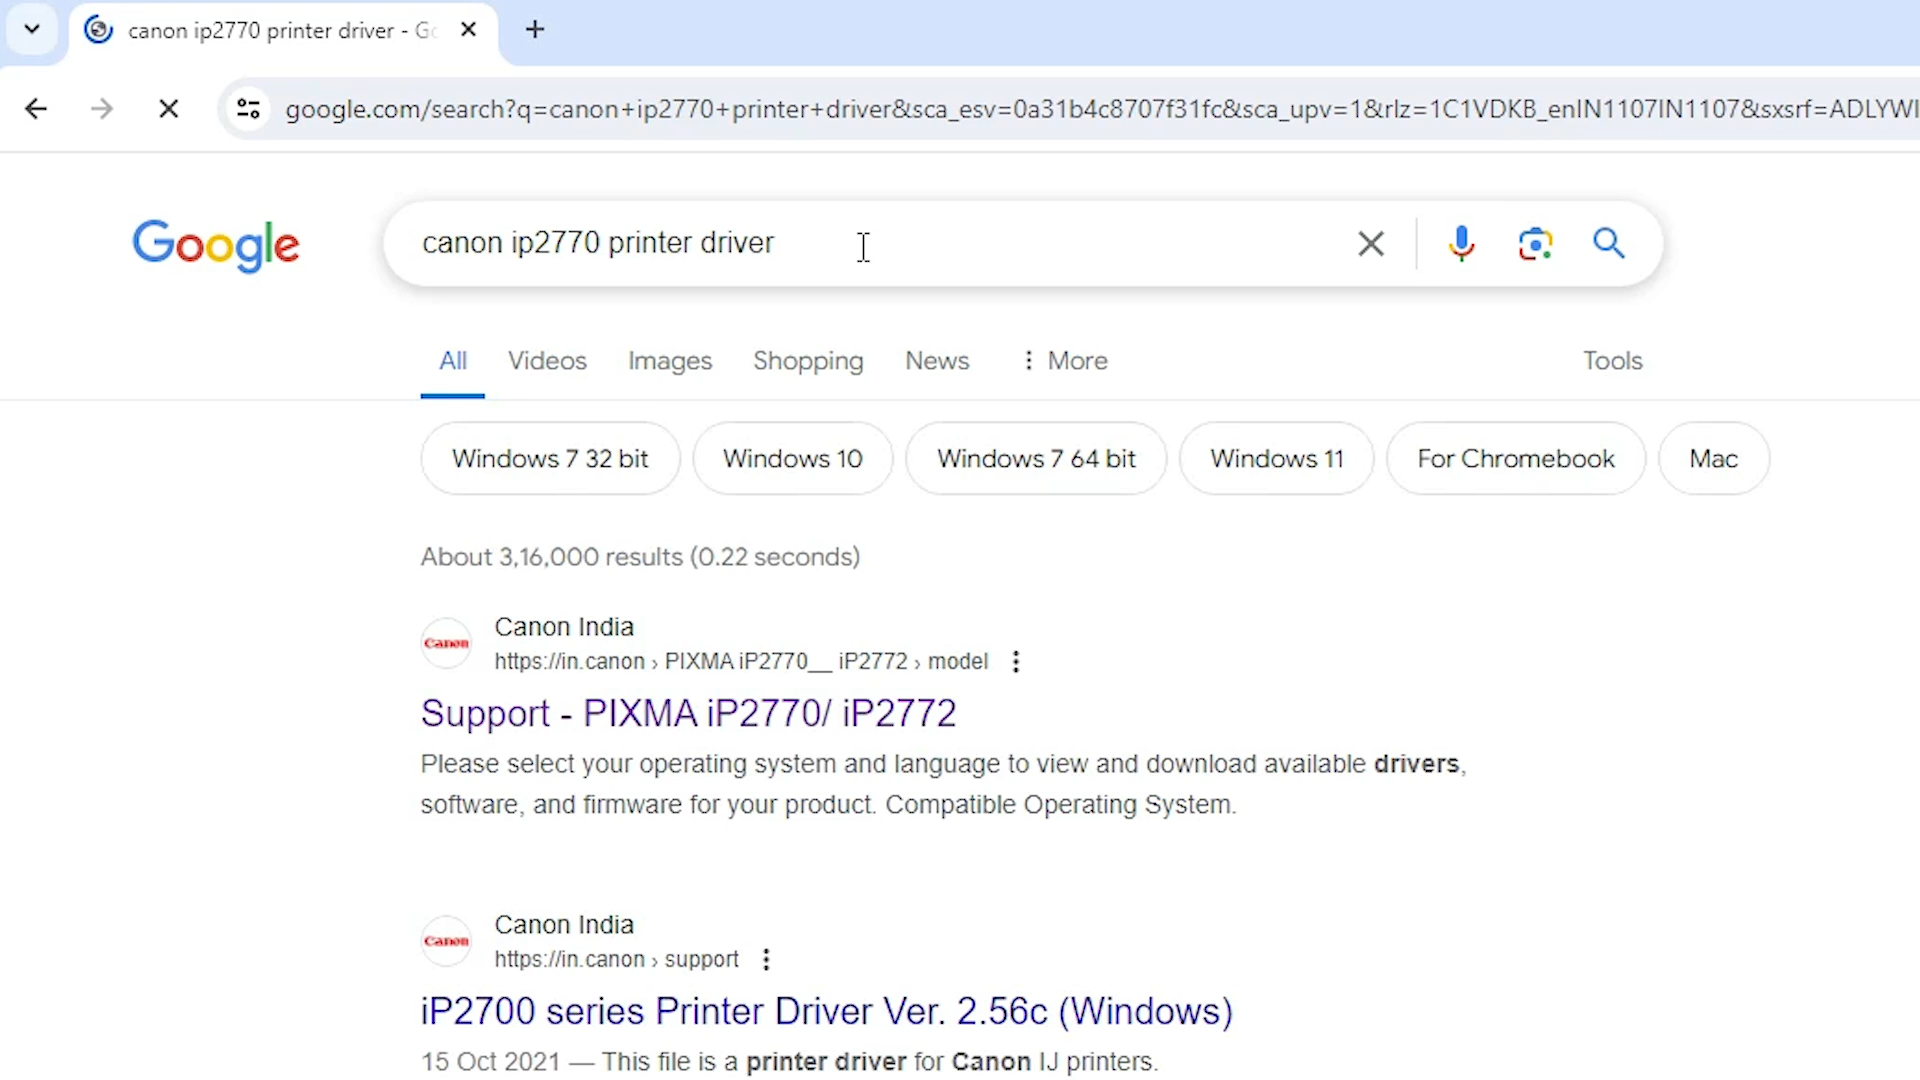 canon ip2770 printer driver - Go
google.com/search?q=canon+ip2770+printer+driver&sca_esv=0a31b4c8707f31fc&sca_upv=1&rlz=1C1VDKB_enIN1107IN1107&sxsrf=ADLYWI
Google
canon ip2770 printer driver
All Videos Images Shopping News More Tools
Windows 7 32 bit Windows 10 Windows 7 64 bit Windows 11 For Chromebook Mac
About 3,16,000 results (0.22 seconds)
Canon
Canon India
https://in.canon › PIXMA iP2770__ iP2772 › model
Support - PIXMA iP2770/ iP2772
Please select your operating system and language to view and download available drivers,
software, and firmware for your product. Compatible Operating System.
Canon
Canon India
https://in.canon › support
iP2700 series Printer Driver Ver. 2.56c (Windows)
15 Oct 2021 — This file is a printer driver for Canon IJ printers.